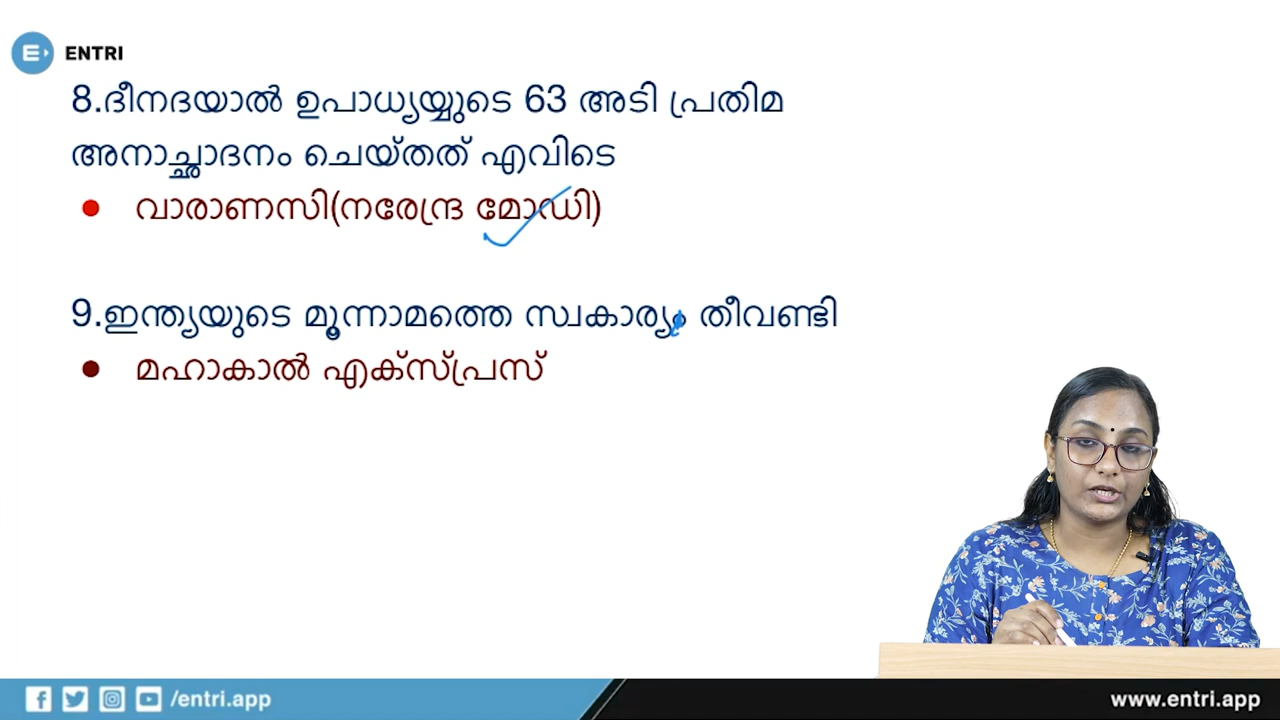 ENTRI
8.ദീനദയാൽ ഉപാധ്യയ്യുടെ 63 അടി പ്രതിമ
അനാച്ഛാദനം ചെയ്തത് എവിടെ
● വാരാണസി(നരേന്ദ്ര മോഡി)
9.ഇന്ത്യയുടെ മൂന്നാമത്തെ സ്വകാര്യം തീവണ്ടി
● മഹാകാൽ എക്സ്പ്രസ്
/entri.app
www.entri.app